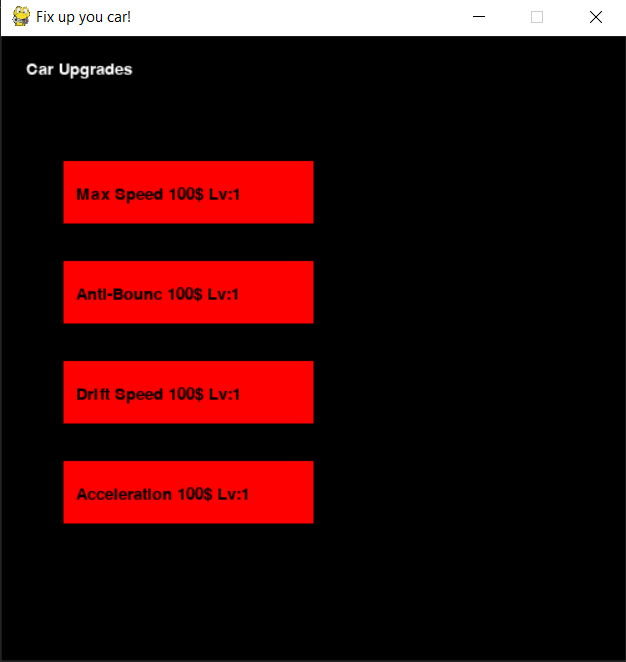 Fix up you car!
Car Upgrades
Max Speed 100$ Lv:1
Anti-Bounc 100$ Lv:1
Drift Speed 100$ Lv:1
Acceleration 100$ Lv:1